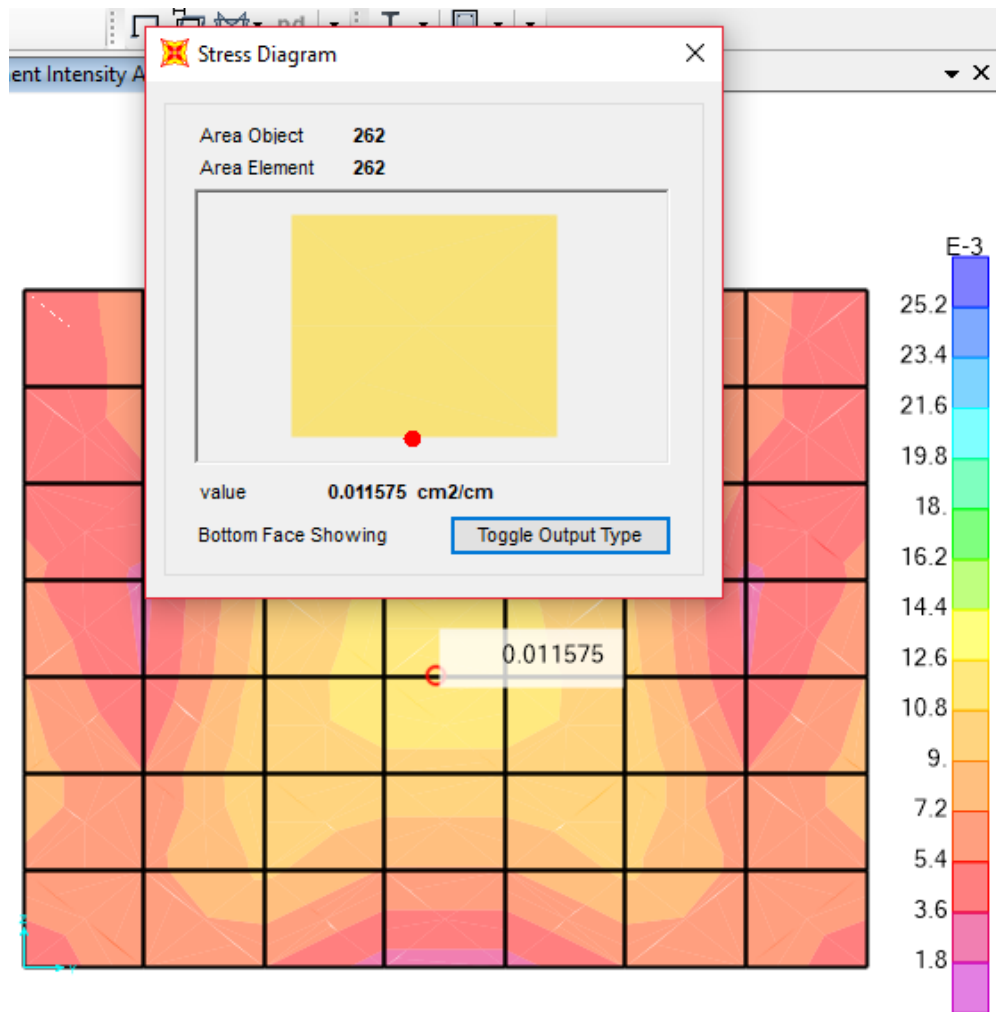 Stress Diagram
ent Intensity A
Area Object 262
Area Element 262
value 0.011575 cm2/cm
Bottom Face Showing Toggle Output Type
E-3
25.2
23.4
21.6
19.8
18.
16.2
14.4
0.011575
12.6
10.8
9.
7.2
5.4
3.6
1.8